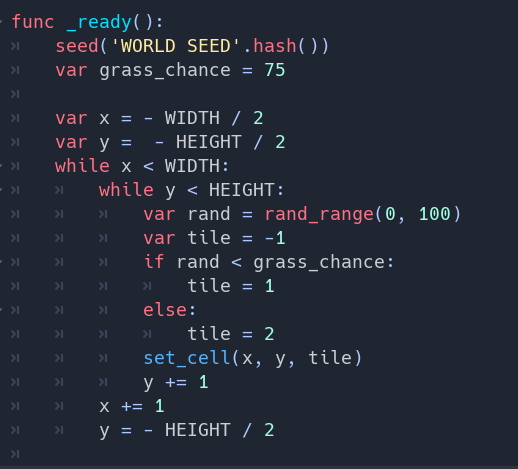 func _ready():
    seed('WORLD SEED'.hash())
    var grass_chance = 75

    var x = - WIDTH / 2
    var y =  - HEIGHT / 2
    while x < WIDTH:
        while y < HEIGHT:
            var rand = rand_range(0, 100)
            var tile = -1
            if rand < grass_chance:
                tile = 1
            else:
                tile = 2
            set_cell(x, y, tile)
            y += 1
        x += 1
        y = - HEIGHT / 2